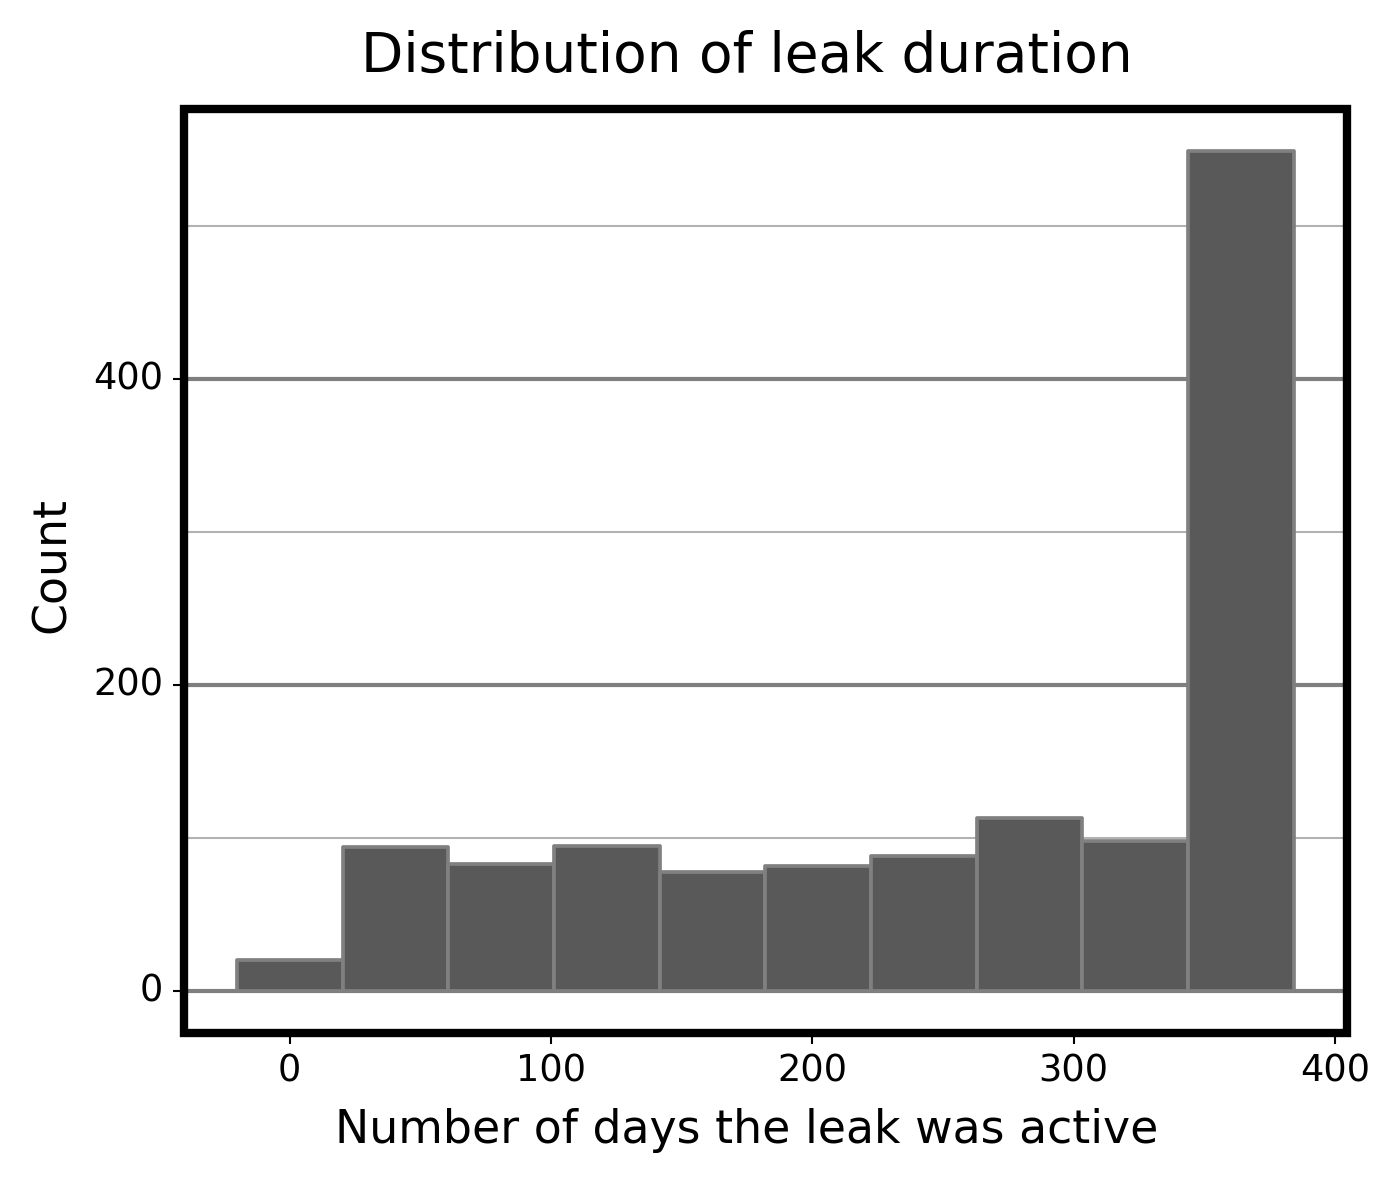 Distribution of leak duration
Count
400
200
0
0 100 200 300 400
Number of days the leak was active